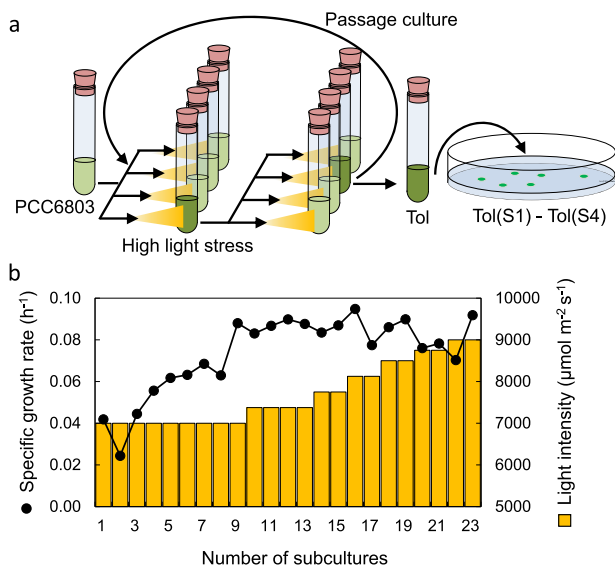 a
Passage culture
PCC6803
High light stress
Tol
Tol(S1) - Tol(S4)
b
Specific growth rate (h⁻¹)
0.10
0.08
0.06
0.04
0.02
0.00
10000
9000
8000
7000
6000
5000
Light intensity (μmol m⁻² s⁻¹)
1 3 5 7 9 11 13 15 17 19 21 23
Number of subcultures